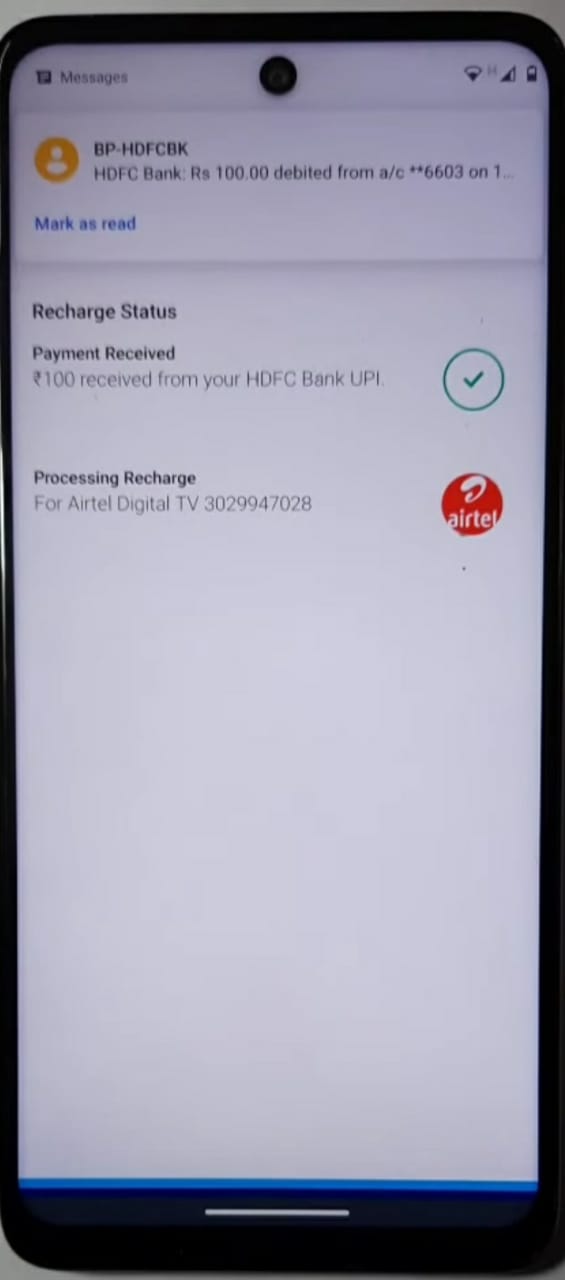 Messages
H
BP-HDFCBK
HDFC Bank: Rs 100.00 debited from a/c **6603 on 1...
Mark as read
Recharge Status
Payment Received
₹100 received from your HDFC Bank UPI.
Processing Recharge
For Airtel Digital TV 3029947028
airtel